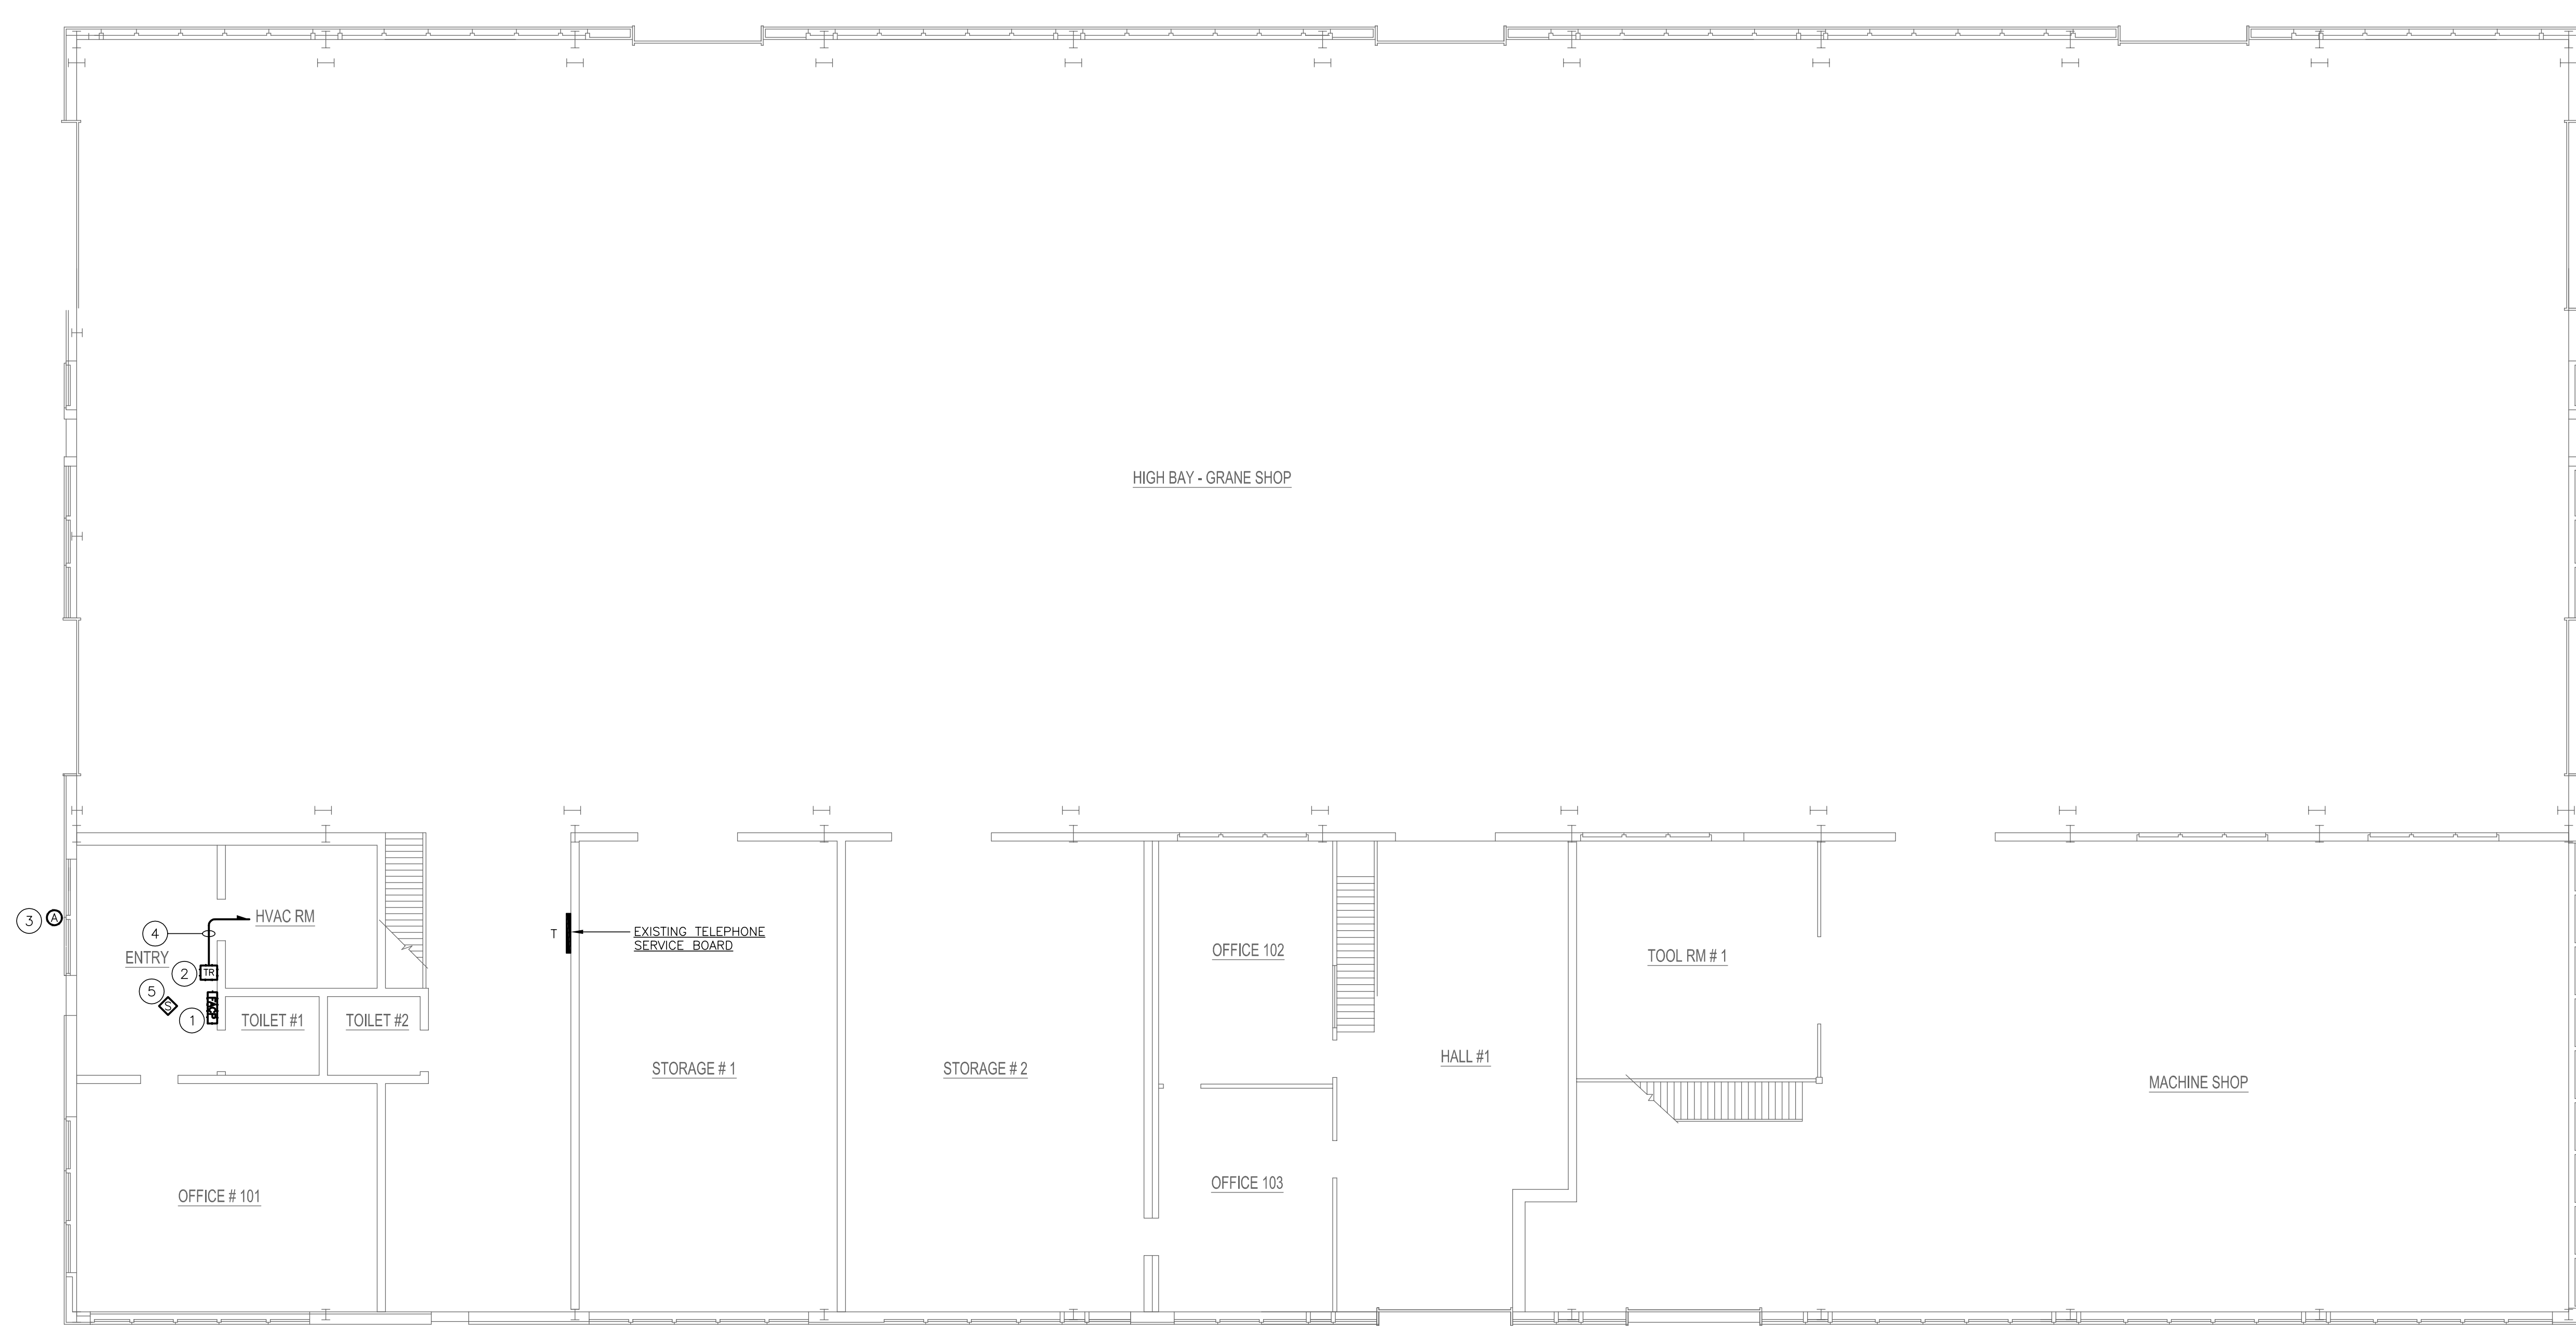 HIGH BAY - GRANE SHOP
3
A
4
HVAC RM
ENTRY
2
TR
5
S
FACP
1
TOILET #1
TOILET #2
T
EXISTING TELEPHONE
SERVICE BOARD
OFFICE 102
TOOL RM # 1
STORAGE # 1
STORAGE # 2
HALL #1
MACHINE SHOP
OFFICE # 101
OFFICE 103